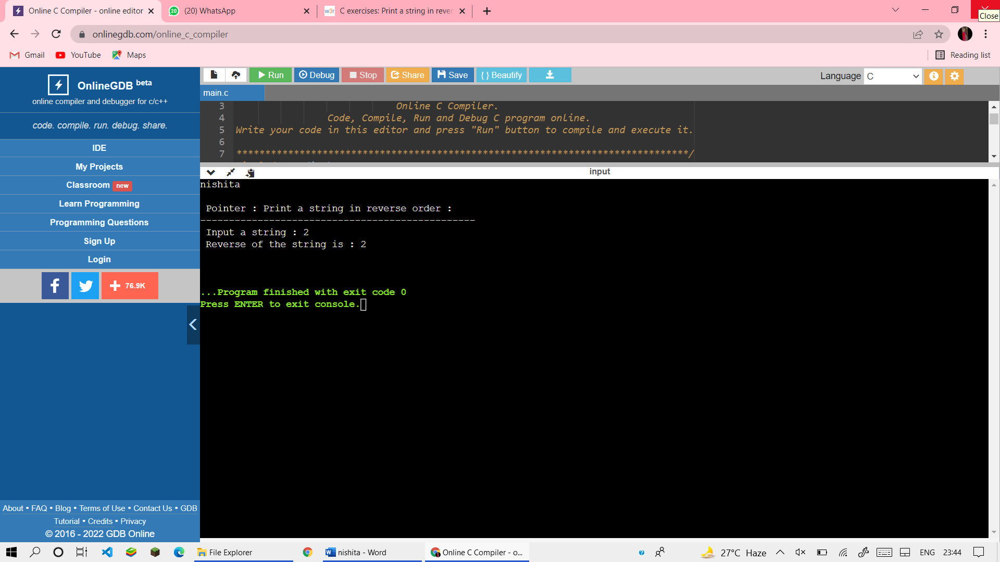 Online C Compiler - online editor
(20) WhatsApp
C exercises: Print a string in rever
Close
onlinegdb.com/online_c_compiler
Gmail
YouTube
Maps
Reading list
OnlineGDB beta
online compiler and debugger for c/c++
code. compile. run. debug. share.
IDE
My Projects
Classroom new
Learn Programming
Programming Questions
Sign Up
Login
76.9K
About • FAQ • Blog • Terms of Use • Contact Us • GDB
Tutorial • Credits • Privacy
© 2016 - 2022 GDB Online
Run
Debug
Stop
Share
Save
{ } Beautify
Language C
main.c
3 Online C Compiler.
4 Code, Compile, Run and Debug C program online.
5 Write your code in this editor and press "Run" button to compile and execute it.
6
7 *******************************************************************************/
input
nishita
Pointer : Print a string in reverse order :
------------------------------------------------
Input a string : 2
Reverse of the string is : 2
...Program finished with exit code 0
Press ENTER to exit console.
File Explorer
nishita - Word
Online C Compiler - o...
27°C Haze
ENG
23:44